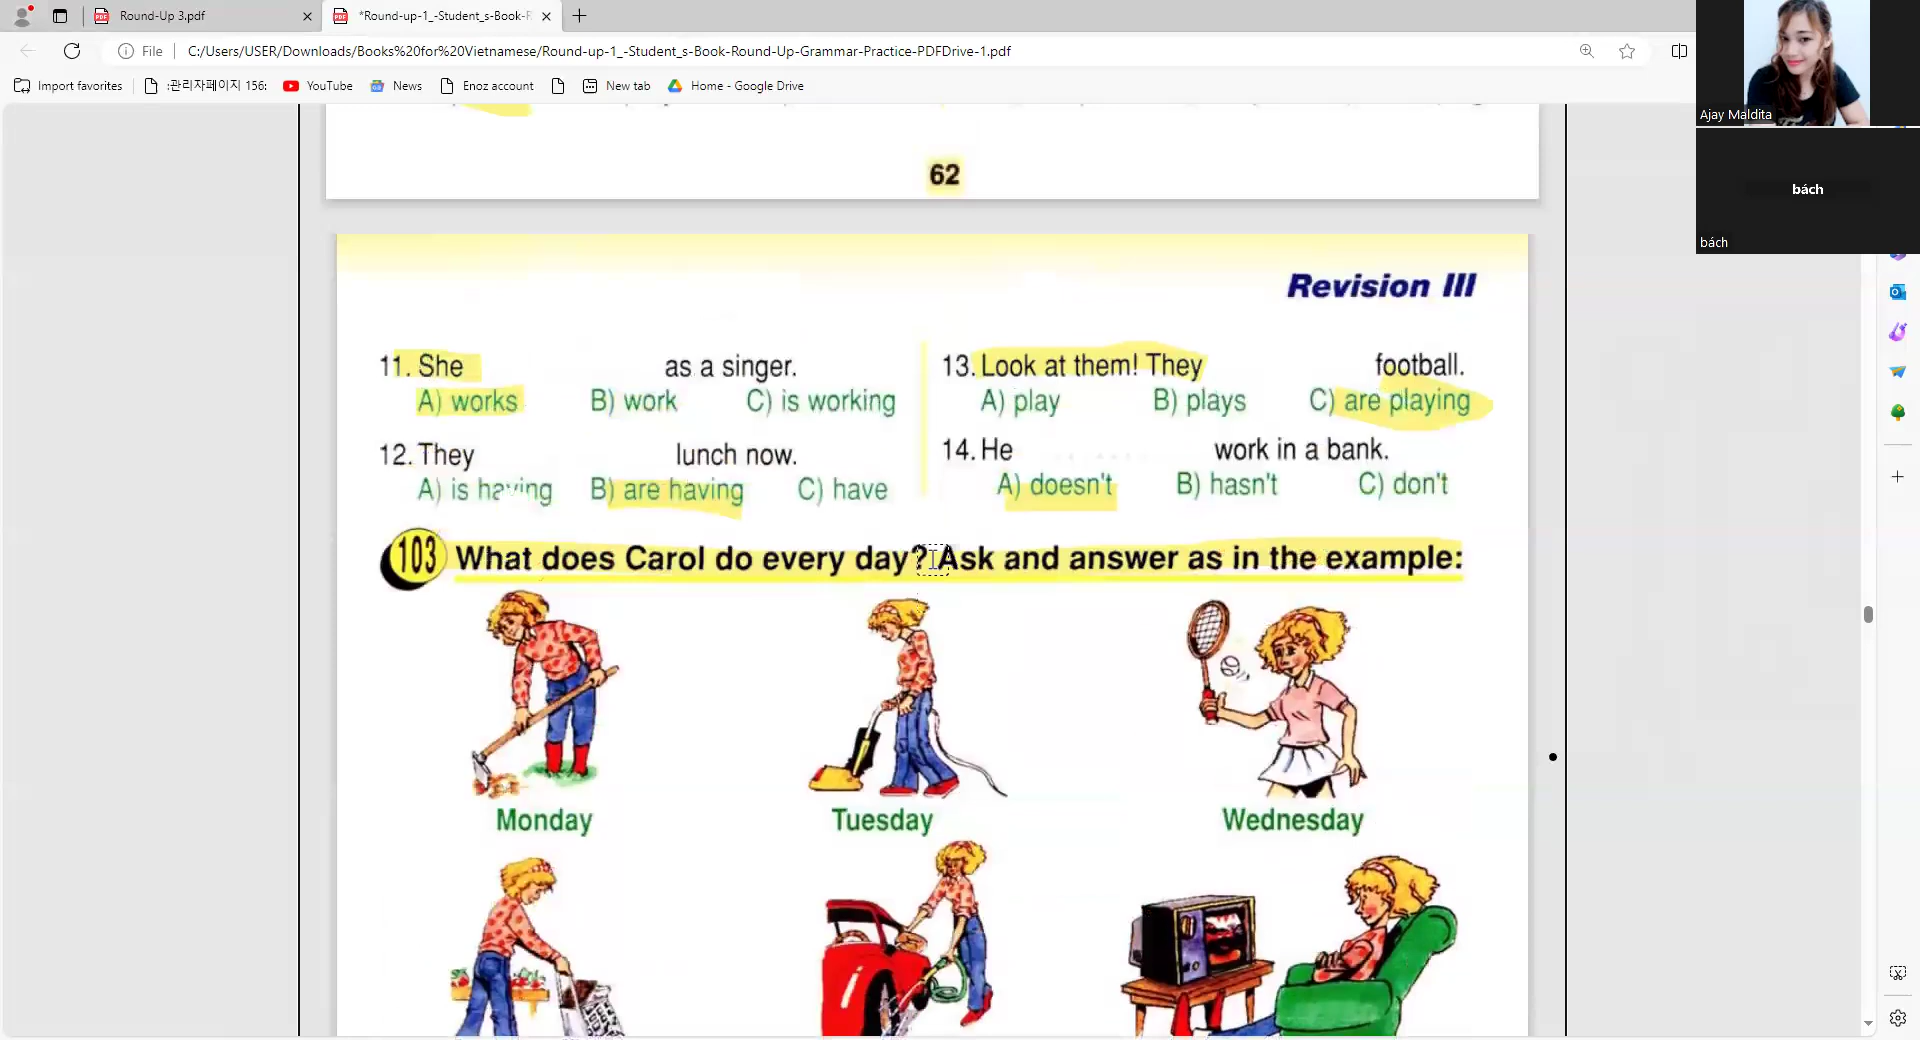 Round-Up 3.pdf
*Round-up-1_-Student_s-Book-R
File
C:/Users/USER/Downloads/Books%20for%20Vietnamese/Round-up-1_-Student_s-Book-Round-Up-Grammar-Practice-PDFDrive-1.pdf
Import favorites
:관리자페이지 156:
YouTube
News
Enoz account
New tab
Home - Google Drive
Ajay Maldita
bách
bách
62
Revision III
11. She as a singer.
A) works B) work C) is working
12. They lunch now.
A) is having B) are having C) have
13. Look at them! They football.
A) play B) plays C) are playing
14. He work in a bank.
A) doesn't B) hasn't C) don't
103 What does Carol do every day? Ask and answer as in the example:
Monday
Tuesday
Wednesday